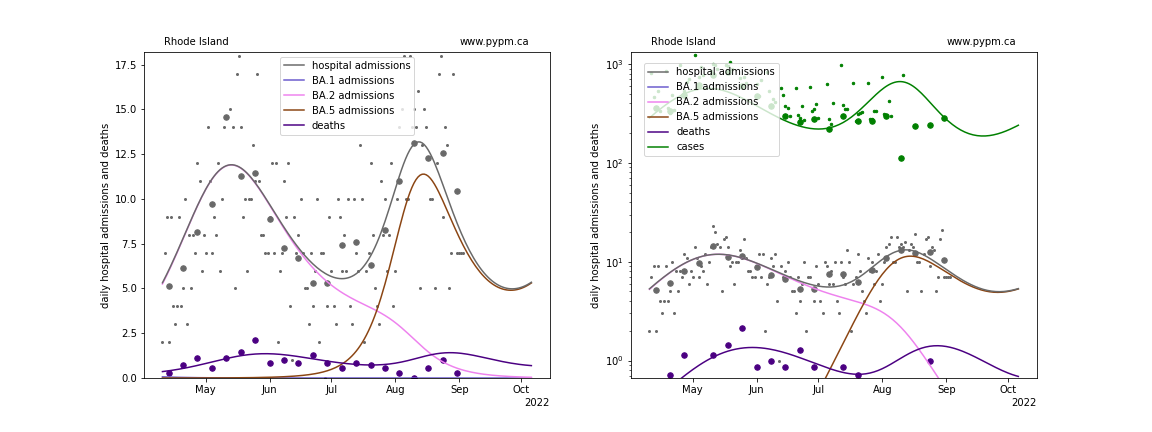 Rhode Island www.pypm.ca
daily hospital admissions and deaths
17.5
15.0
12.5
10.0
7.5
5.0
2.5
0.0
hospital admissions
BA.1 admissions
BA.2 admissions
BA.5 admissions
deaths
May Jun Jul Aug Sep Oct
2022
Rhode Island www.pypm.ca
daily hospital admissions and deaths
10³
10²
10¹
10⁰
hospital admissions
BA.1 admissions
BA.2 admissions
BA.5 admissions
deaths
cases
May Jun Jul Aug Sep Oct
2022